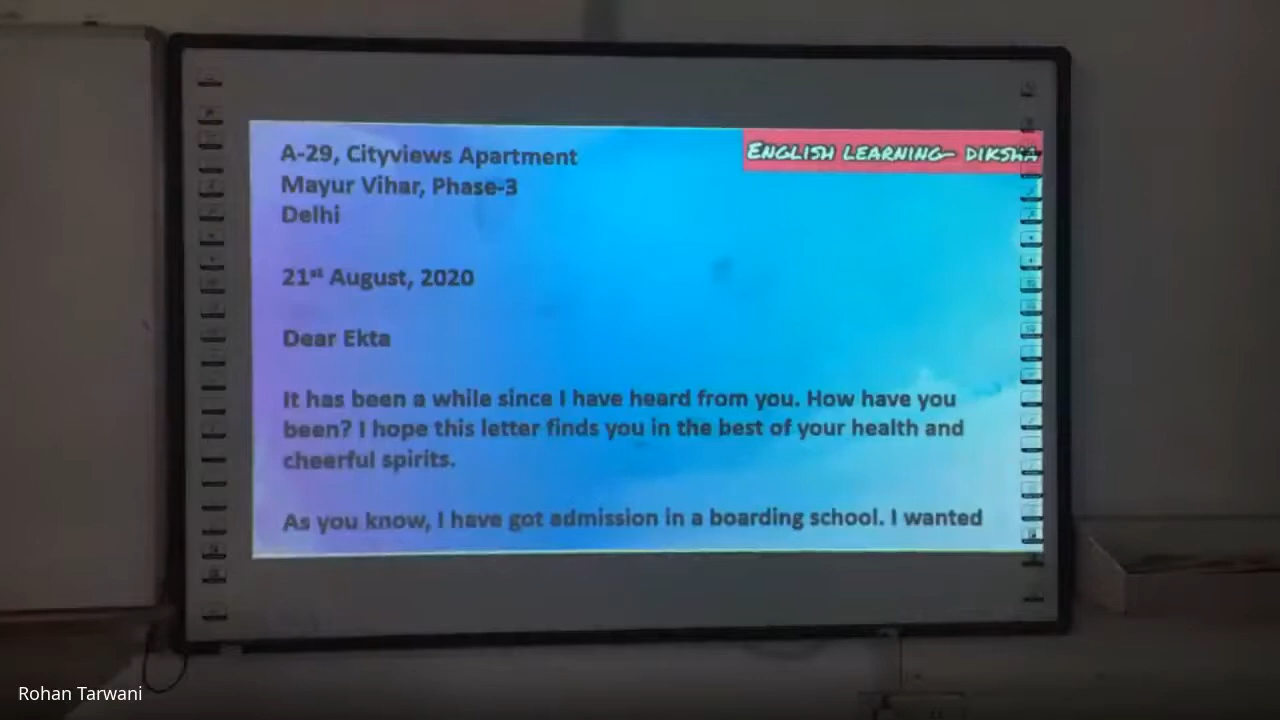 A-29, Cityviews Apartment
ENGLISH LEARNING- DIKSHA
Mayur Vihar, Phase-3
Delhi
21st August, 2020
Dear Ekta
It has been a while since I have heard from you. How have you
been? I hope this letter finds you in the best of your health and
cheerful spirits.
As you know, I have got admission in a boarding school. I wanted
Rohan Tarwani